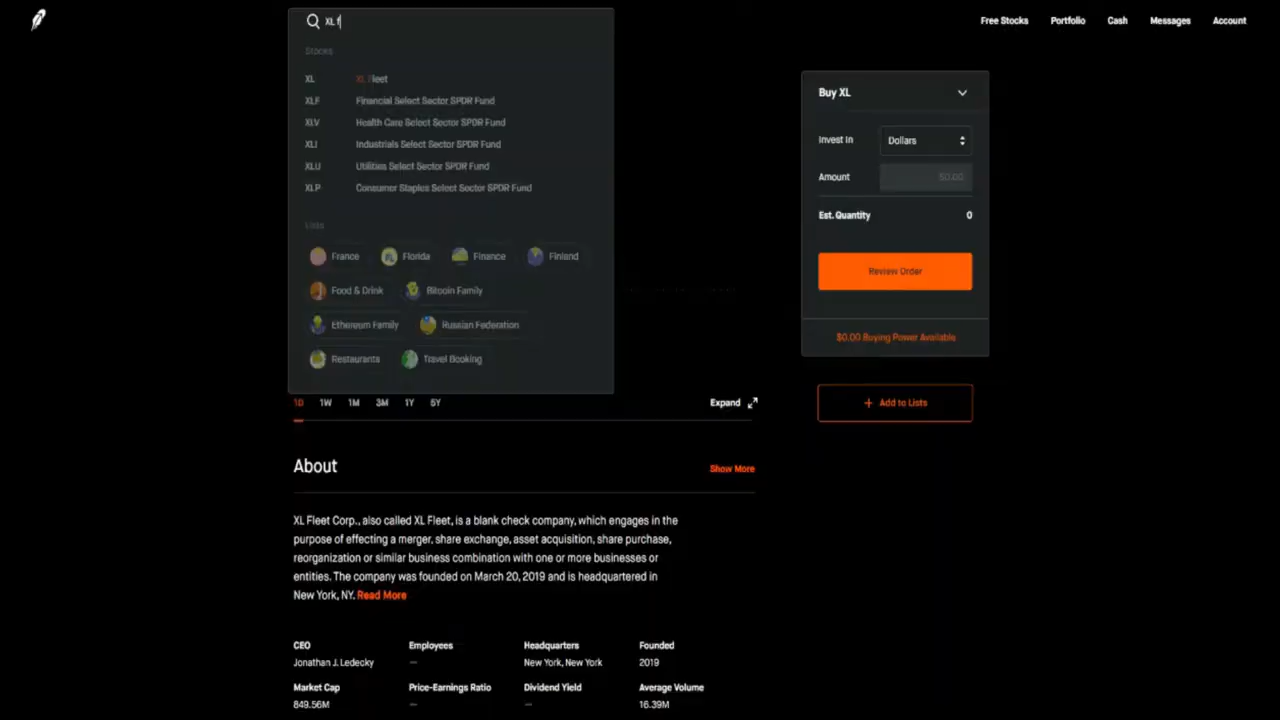 XL f
Free Stocks Portfolio Cash Messages Account
Stocks
XL XL Fleet
XLF Financial Select Sector SPDR Fund
XLV Health Care Select Sector SPDR Fund
XLI Industrials Select Sector SPDR Fund
XLU Utilities Select Sector SPDR Fund
XLP Consumer Staples Select Sector SPDR Fund
Lists
France Florida Finance Finland
Food & Drink Bitcoin Family
Ethereum Family Russian Federation
Restaurants Travel Booking
Buy XL
Invest In Dollars
Amount $0.00
Est. Quantity 0
Review Order
$0.00 Buying Power Available
+ Add to Lists
1D 1W 1M 3M 1Y 5Y Expand
About Show More
XL Fleet Corp., also called XL Fleet, is a blank check company, which engages in the
purpose of effecting a merger, share exchange, asset acquisition, share purchase,
reorganization or similar business combination with one or more businesses or
entities. The company was founded on March 20, 2019 and is headquartered in
New York, NY. Read More
CEO Employees Headquarters Founded
Jonathan J. Ledecky — New York, New York 2019
Market Cap Price-Earnings Ratio Dividend Yield Average Volume
849.56M — — 16.39M